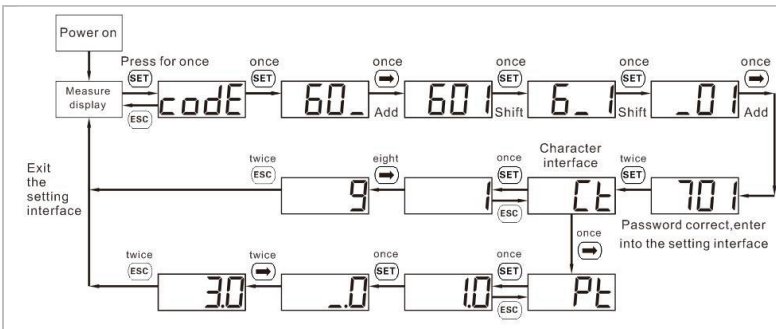 Power on
Press for once
once
once
once
once
once
SET
SET
➡
SET
SET
➡
Measure
display
codE
60_
601
6_1
_01
ESC
Add
Shift
Shift
Add
Character
interface
twice
eight
once
twice
Exit
the
setting
interface
ESC
➡
SET
SET
9
1
Ct
701
ESC
Password correct,enter
into the setting interface
once
➡
twice
twice
once
once
ESC
➡
SET
SET
3.0
_.0
1.0
Pt
ESC